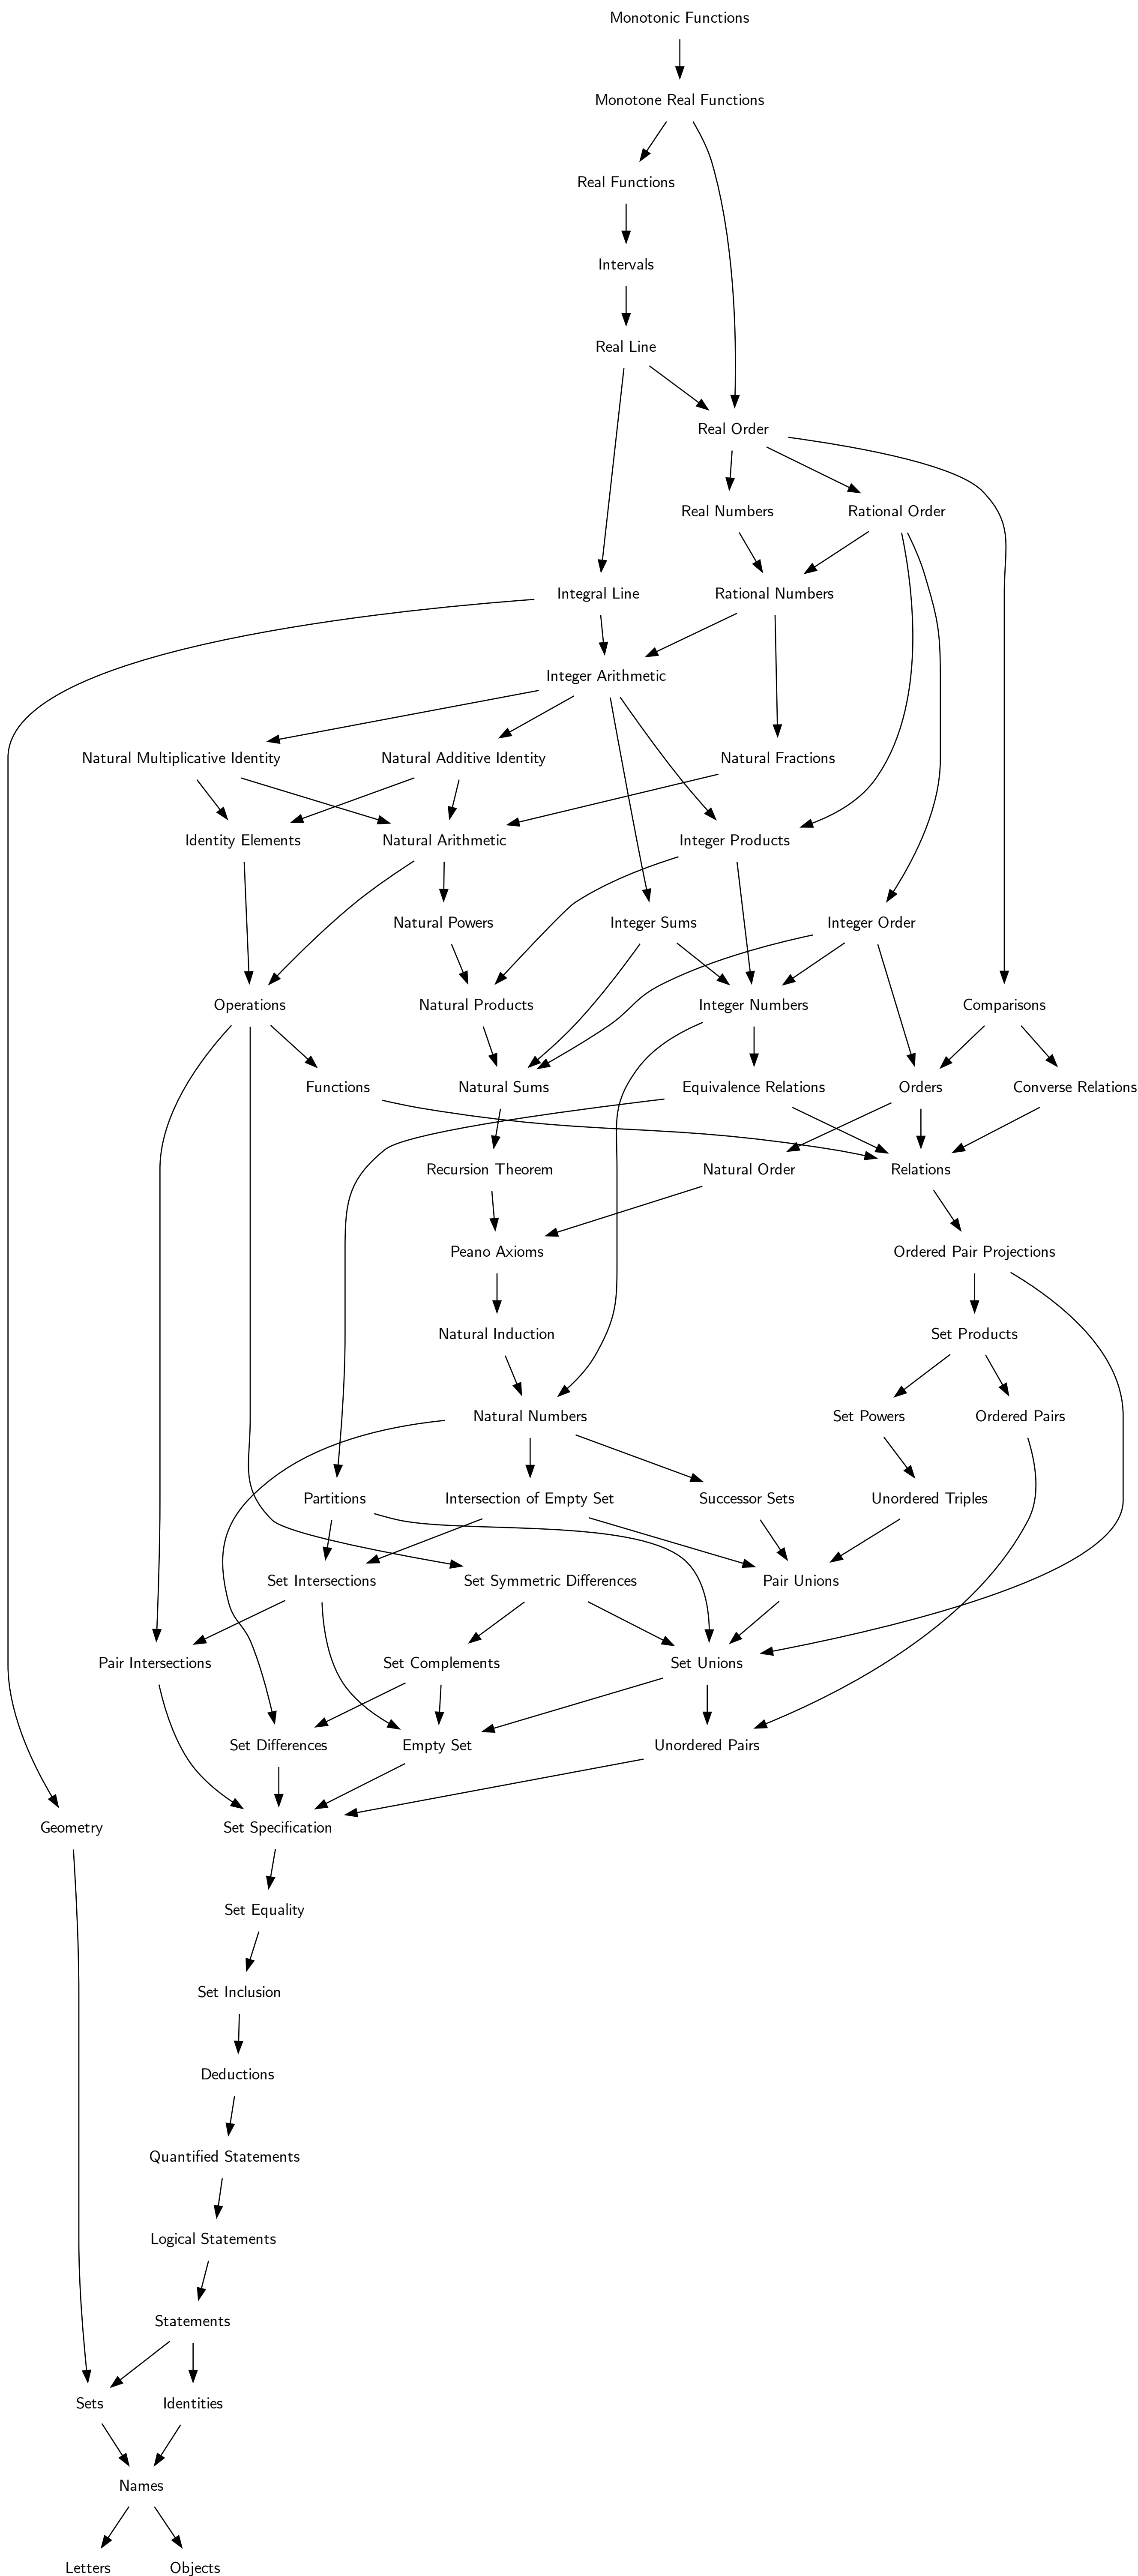 Monotonic Functions
Monotone Real Functions
Real Functions
Intervals
Real Line
Real Order
Real Numbers
Rational Order
Integral Line
Rational Numbers
Integer Arithmetic
Natural Multiplicative Identity
Natural Additive Identity
Natural Fractions
Identity Elements
Natural Arithmetic
Integer Products
Natural Powers
Integer Sums
Integer Order
Operations
Natural Products
Integer Numbers
Comparisons
Functions
Natural Sums
Equivalence Relations
Orders
Converse Relations
Recursion Theorem
Natural Order
Relations
Peano Axioms
Ordered Pair Projections
Natural Induction
Set Products
Natural Numbers
Set Powers
Ordered Pairs
Partitions
Intersection of Empty Set
Successor Sets
Unordered Triples
Set Intersections
Set Symmetric Differences
Pair Unions
Pair Intersections
Set Complements
Set Unions
Set Differences
Empty Set
Unordered Pairs
Geometry
Set Specification
Set Equality
Set Inclusion
Deductions
Quantified Statements
Logical Statements
Statements
Sets
Identities
Names
Letters
Objects